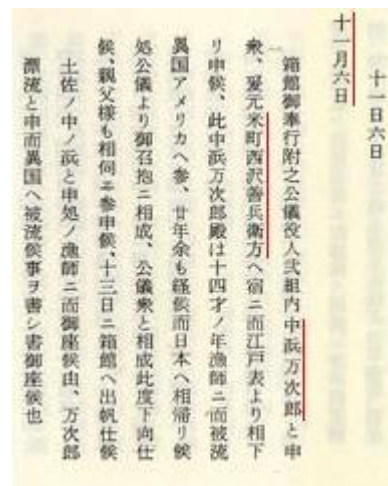 十一日六日
十一月六日
箱館御奉行附之公儀役人弐組内中浜万次郎と申
衆、爰元米町西沢善兵衛方へ宿ニ而江戸表より相下
リ申候、此中浜万次郎殿は十四才ノ年漁師ニ而被流
異国アメリカへ参、廿年余も経候而日本へ相帰リ候
処公儀より御召抱ニ相成、公儀衆と相成此度下向仕
候、親父様も相伺ニ参申候、十三日ニ箱館へ出帆仕候
土佐ノ中ノ浜と申処ノ漁師ニ而御座候由、万次郎
漂流と申而異国へ被流候事ヲ書シ書御座候也